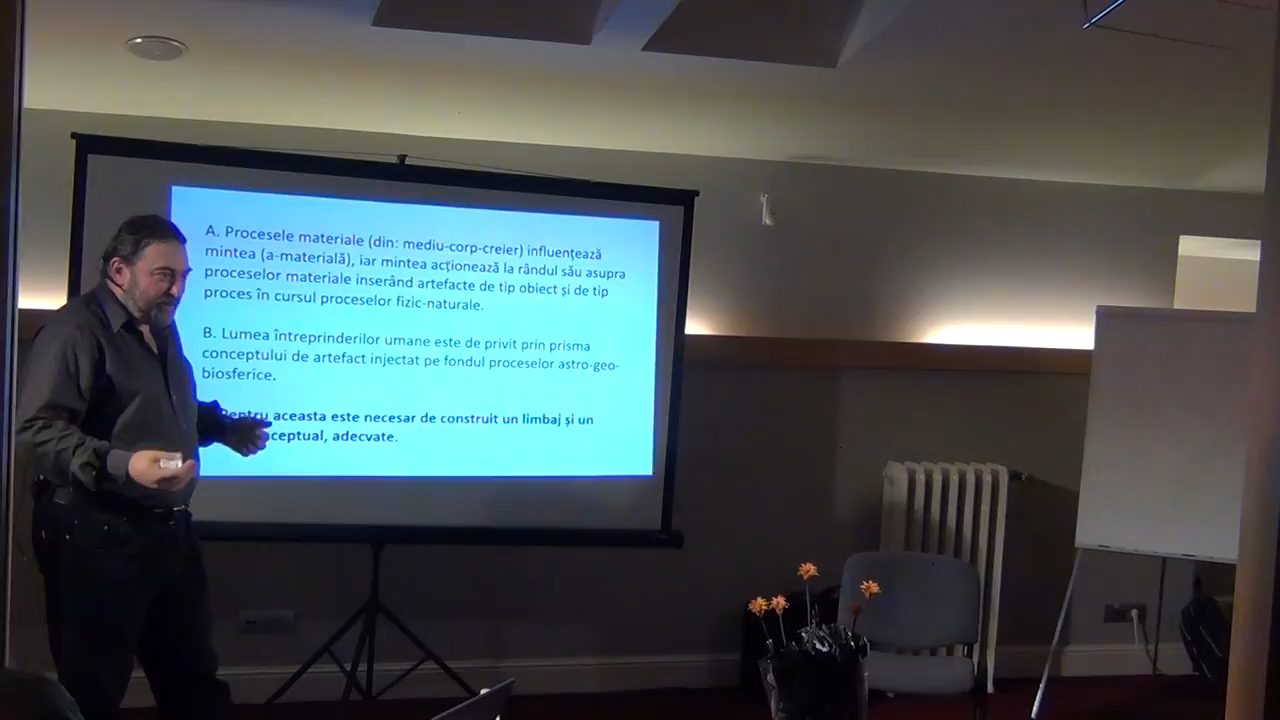 A. Procesele materiale (din: mediu-corp-creier) influențează
mintea (a-materială), iar mintea acționează la rândul său asupra
proceselor materiale inserând artefacte de tip obiect și de tip
proces în cursul proceselor fizic-naturale.
B. Lumea întreprinderilor umane este de privit prin prisma
conceptului de artefact injectat pe fondul proceselor astro-geo-
biosferice.
Pentru aceasta este necesar de construit un limbaj și un
ceptual, adecvate.